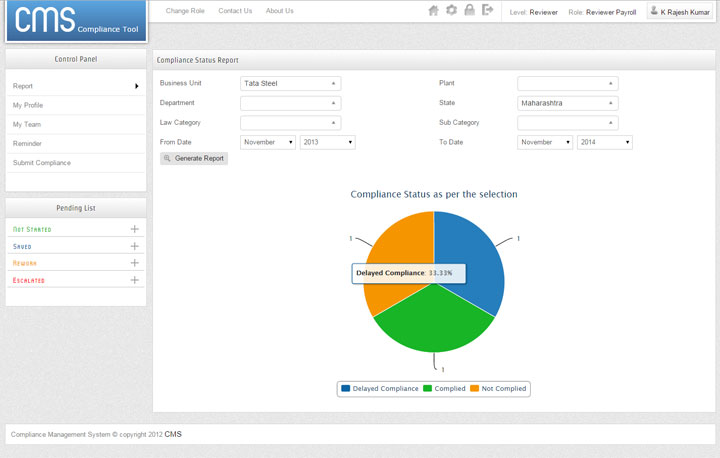 CMS Compliance Tool
Change Role Contact Us About Us
Level: Reviewer Role: Reviewer Payroll K Rajesh Kumar
Control Panel
Report
My Profile
My Team
Reminder
Submit Compliance
Pending List
Not Started
Saved
Rework
Escalated
Compliance Status Report
Business Unit Tata Steel Plant
Department State Maharashtra
Law Category Sub Category
From Date November 2013 To Date November 2014
Generate Report
Compliance Status as per the selection
1 1
Delayed Compliance: 33.33%
1
Delayed Compliance Complied Not Complied
Compliance Management System © copyright 2012 CMS